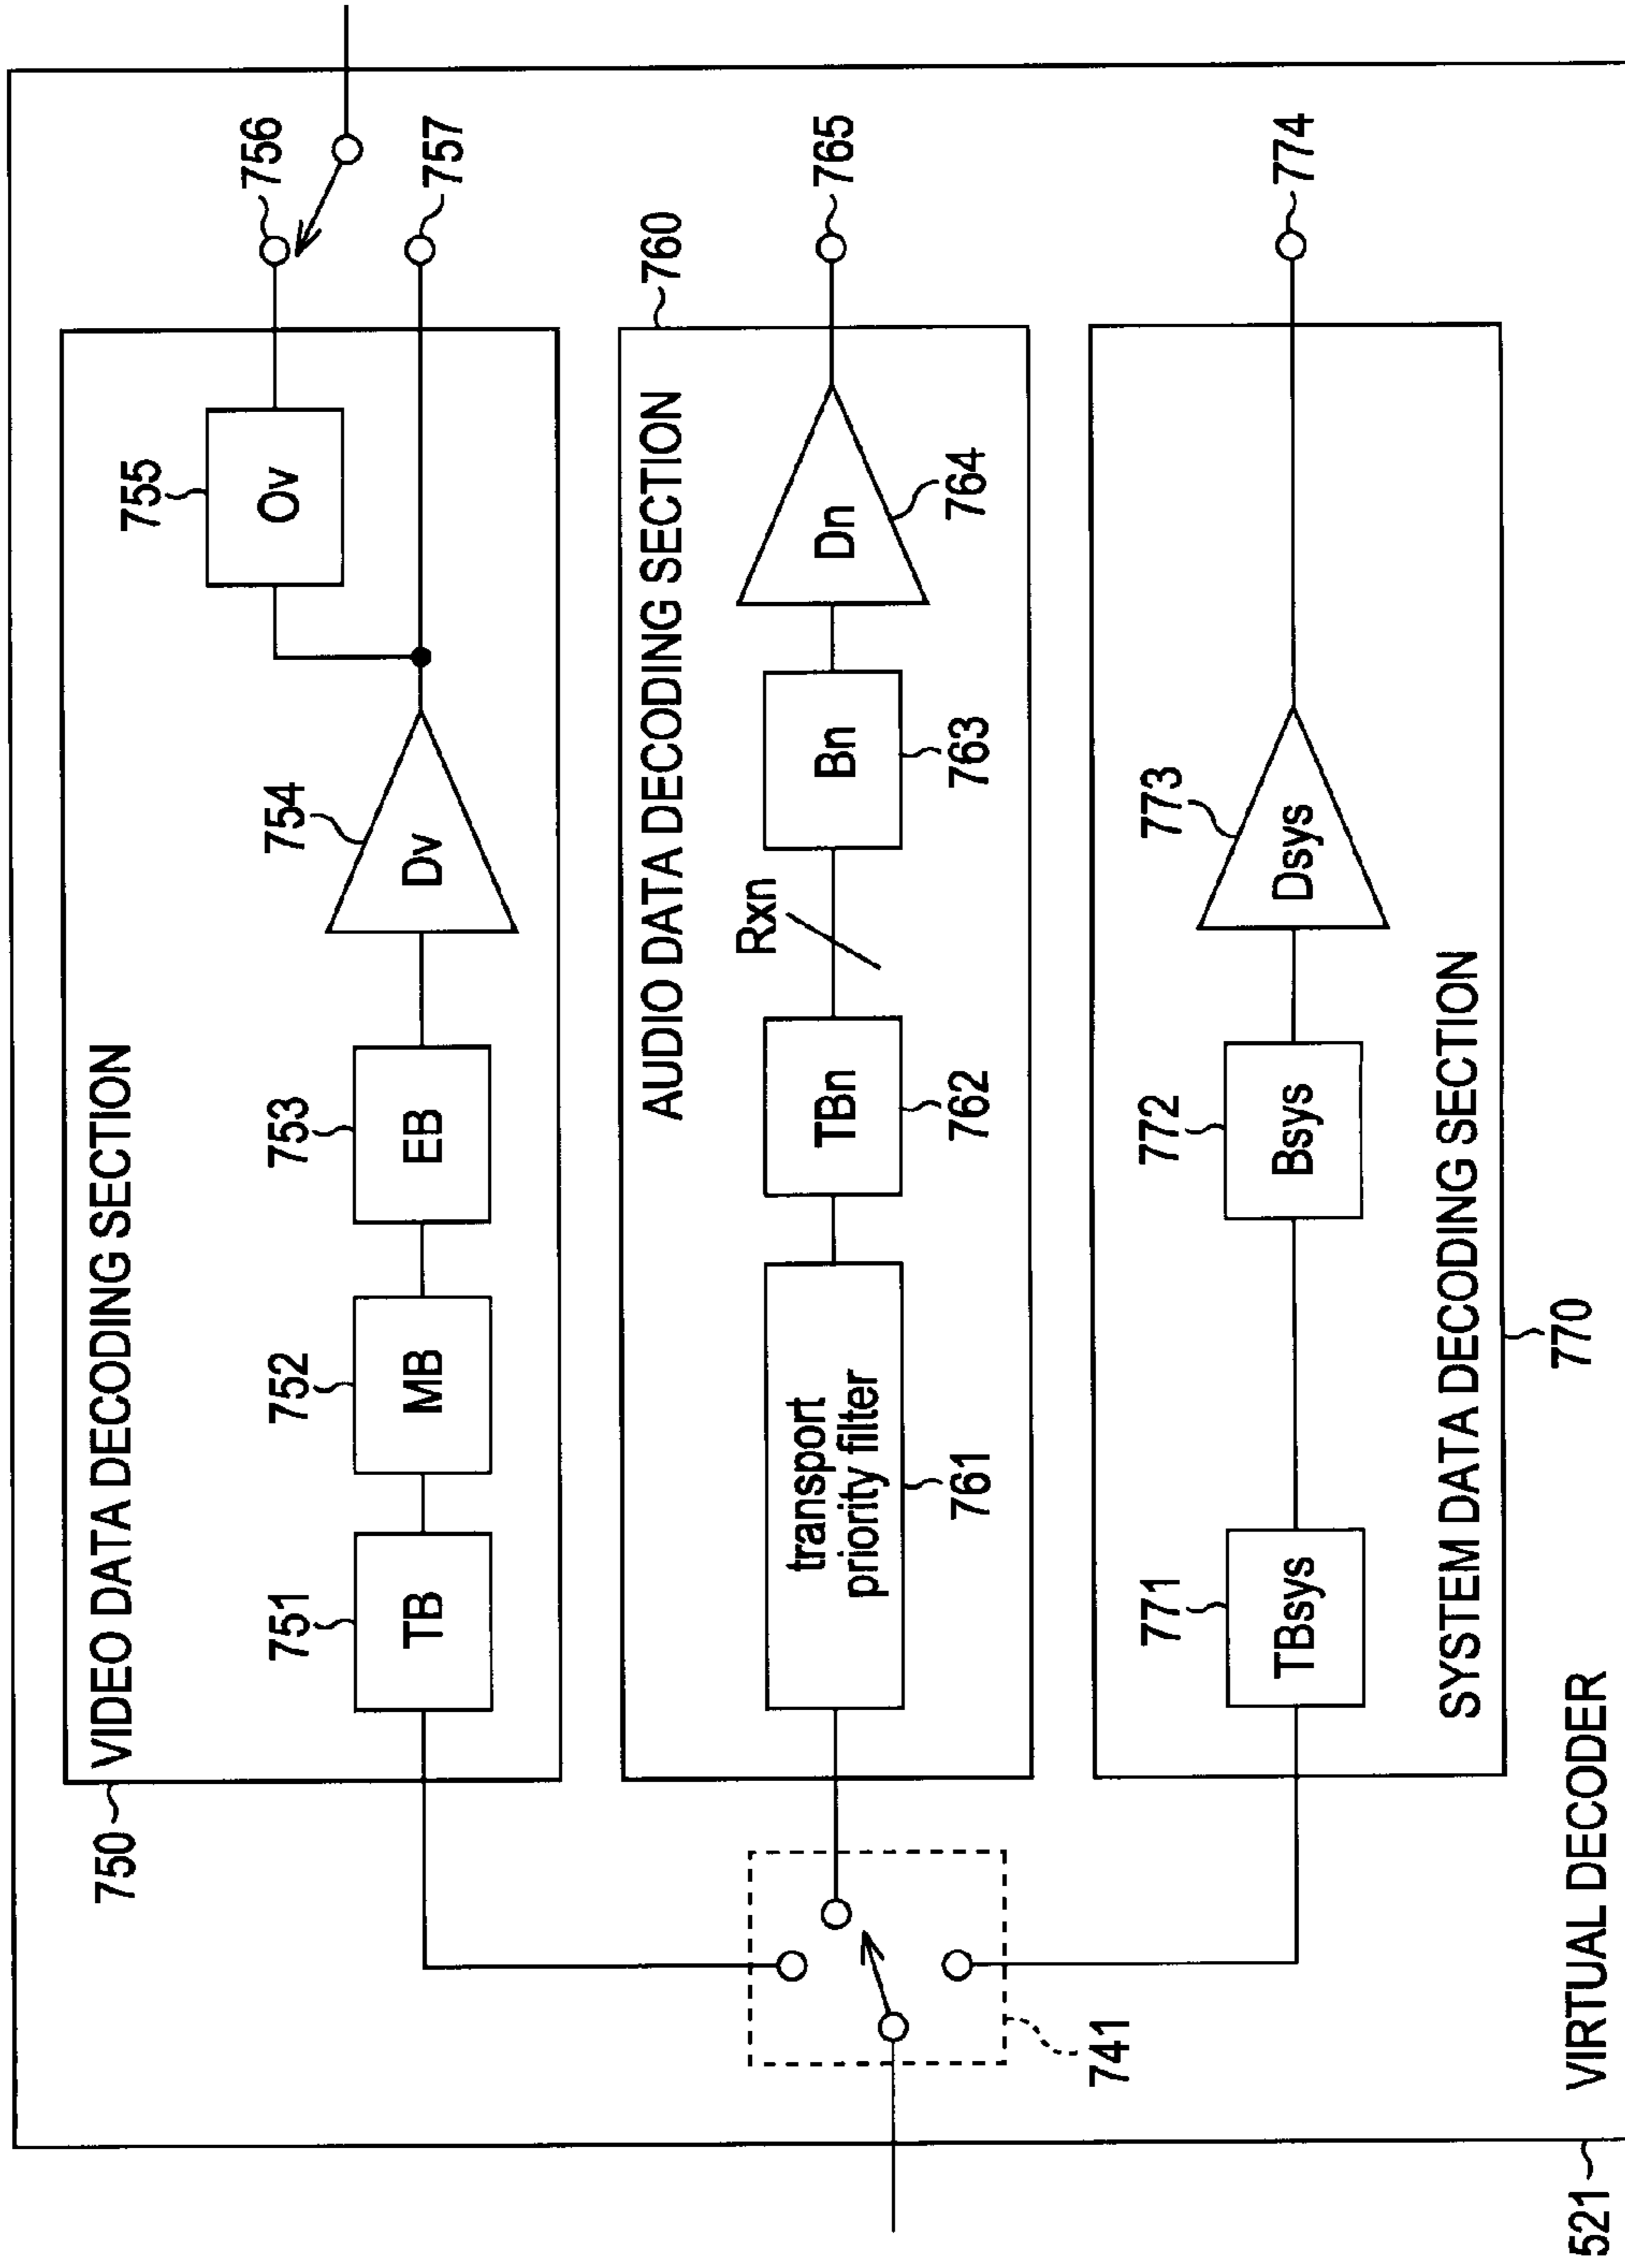 756
757
755
Ov
754
Dv
753
EB
752
MB
751
TB
VIDEO DATA DECODING SECTION
750
760
AUDIO DATA DECODING SECTION
765
Dn
764
Bn
763
Rxn
TBn
762
transport
priority filter
761
741
774
773
Dsys
772
Bsys
771
TBsys
SYSTEM DATA DECODING SECTION
770
VIRTUAL DECODER
521